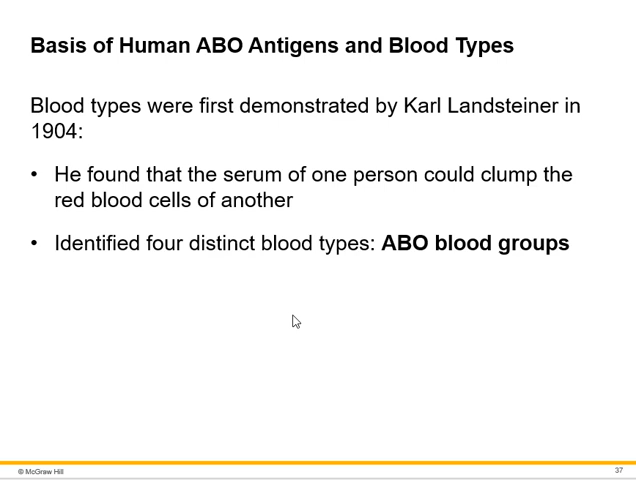 Basis of Human ABO Antigens and Blood Types
Blood types were first demonstrated by Karl Landsteiner in
1904:
• He found that the serum of one person could clump the
red blood cells of another
• Identified four distinct blood types: ABO blood groups
© McGraw Hill
37